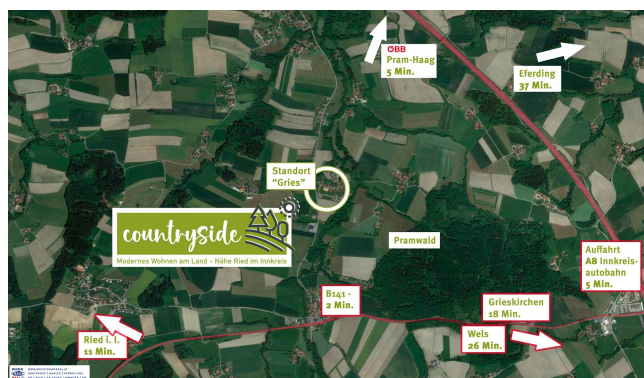 ÖBB
Pram-Haag
5 Min.
Eferding
37 Min.
Standort
"Gries"
countryside
Modernes Wohnen am Land – Nähe Ried im Innkreis
Pramwald
Auffahrt
A8 Innkreis-
autobahn
5 Min.
B141 -
2 Min.
Grieskirchen
18 Min.
Ried i. I.
11 Min.
Wels
26 Min.